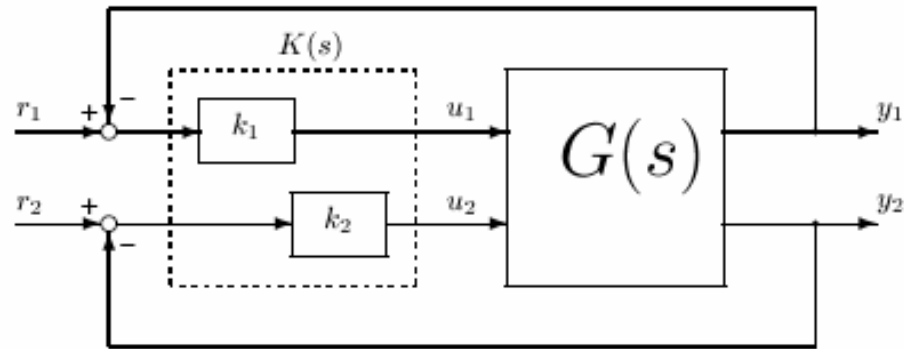 K(s)
r₁ + − k₁ u₁ G(s) y₁
r₂ + − k₂ u₂ y₂